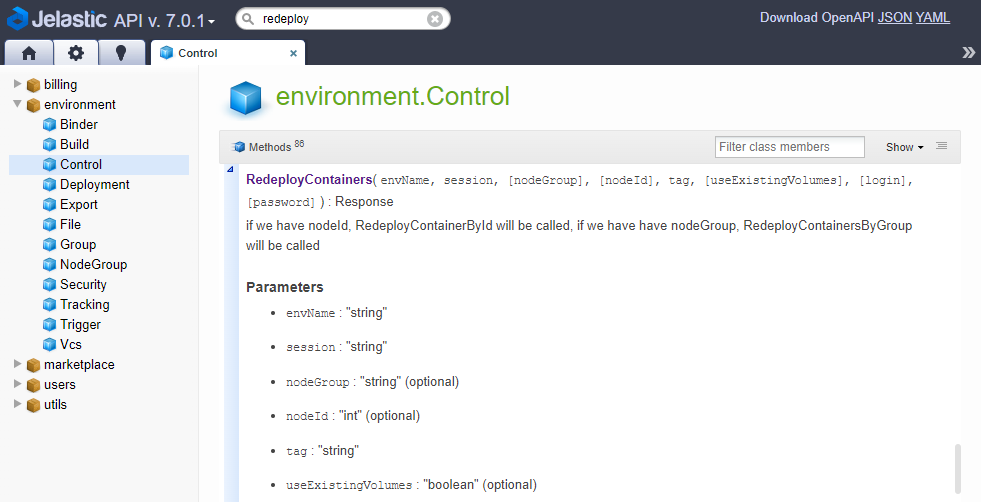 Jelastic API v. 7.0.1
redeploy
Download OpenAPI JSON YAML
Control
billing
environment
Binder
Build
Control
Deployment
Export
File
Group
NodeGroup
Security
Tracking
Trigger
Vcs
marketplace
users
utils
environment.Control
Methods 86
Filter class members
Show
RedeployContainers( envName, session, [nodeGroup], [nodeId], tag, [useExistingVolumes], [login],
[password] ) : Response
if we have nodeId, RedeployContainerById will be called, if we have have nodeGroup, RedeployContainersByGroup
will be called
Parameters
• envName : "string"
• session : "string"
• nodeGroup : "string" (optional)
• nodeId : "int" (optional)
• tag : "string"
• useExistingVolumes : "boolean" (optional)